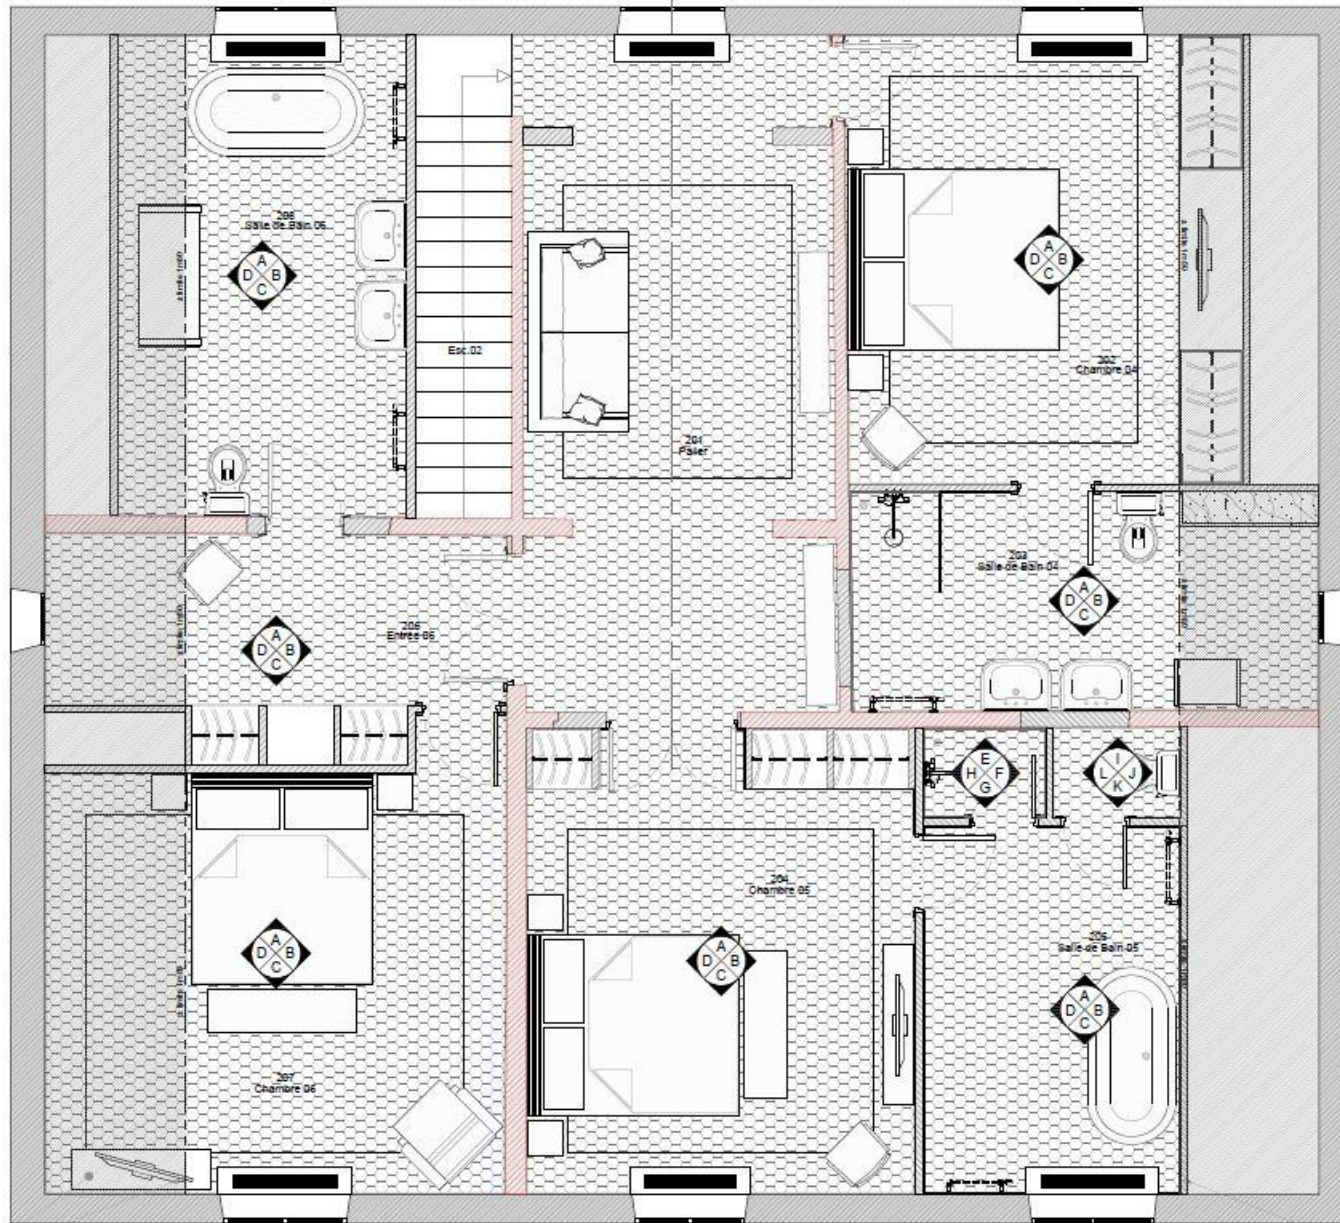 208
Salle de Bain 06
A
D B
C
Esc.02
201
Palier
A
D B
C
202
Chambre 04
203
Salle de Bain 04
A
D B
C
206
Entrée 06
A
D B
C
E
H F
G
I
L J
K
204
Chambre 05
A
D B
C
205
Salle de Bain 05
A
D B
C
A
D B
C
207
Chambre 06